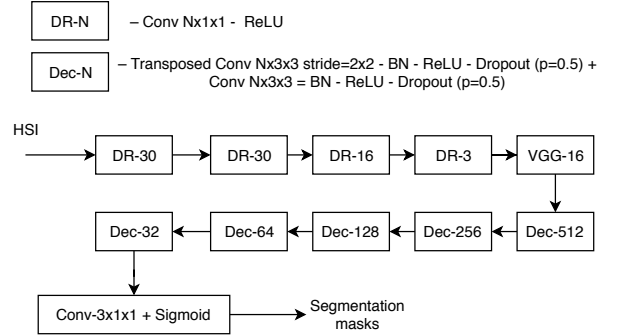 DR-N – Conv Nx1x1 - ReLU
Dec-N – Transposed Conv Nx3x3 stride=2x2 - BN - ReLU - Dropout (p=0.5) +
Conv Nx3x3 = BN - ReLU - Dropout (p=0.5)
HSI
DR-30 DR-30 DR-16 DR-3 VGG-16
Dec-32 Dec-64 Dec-128 Dec-256 Dec-512
Conv-3x1x1 + Sigmoid
Segmentation
masks